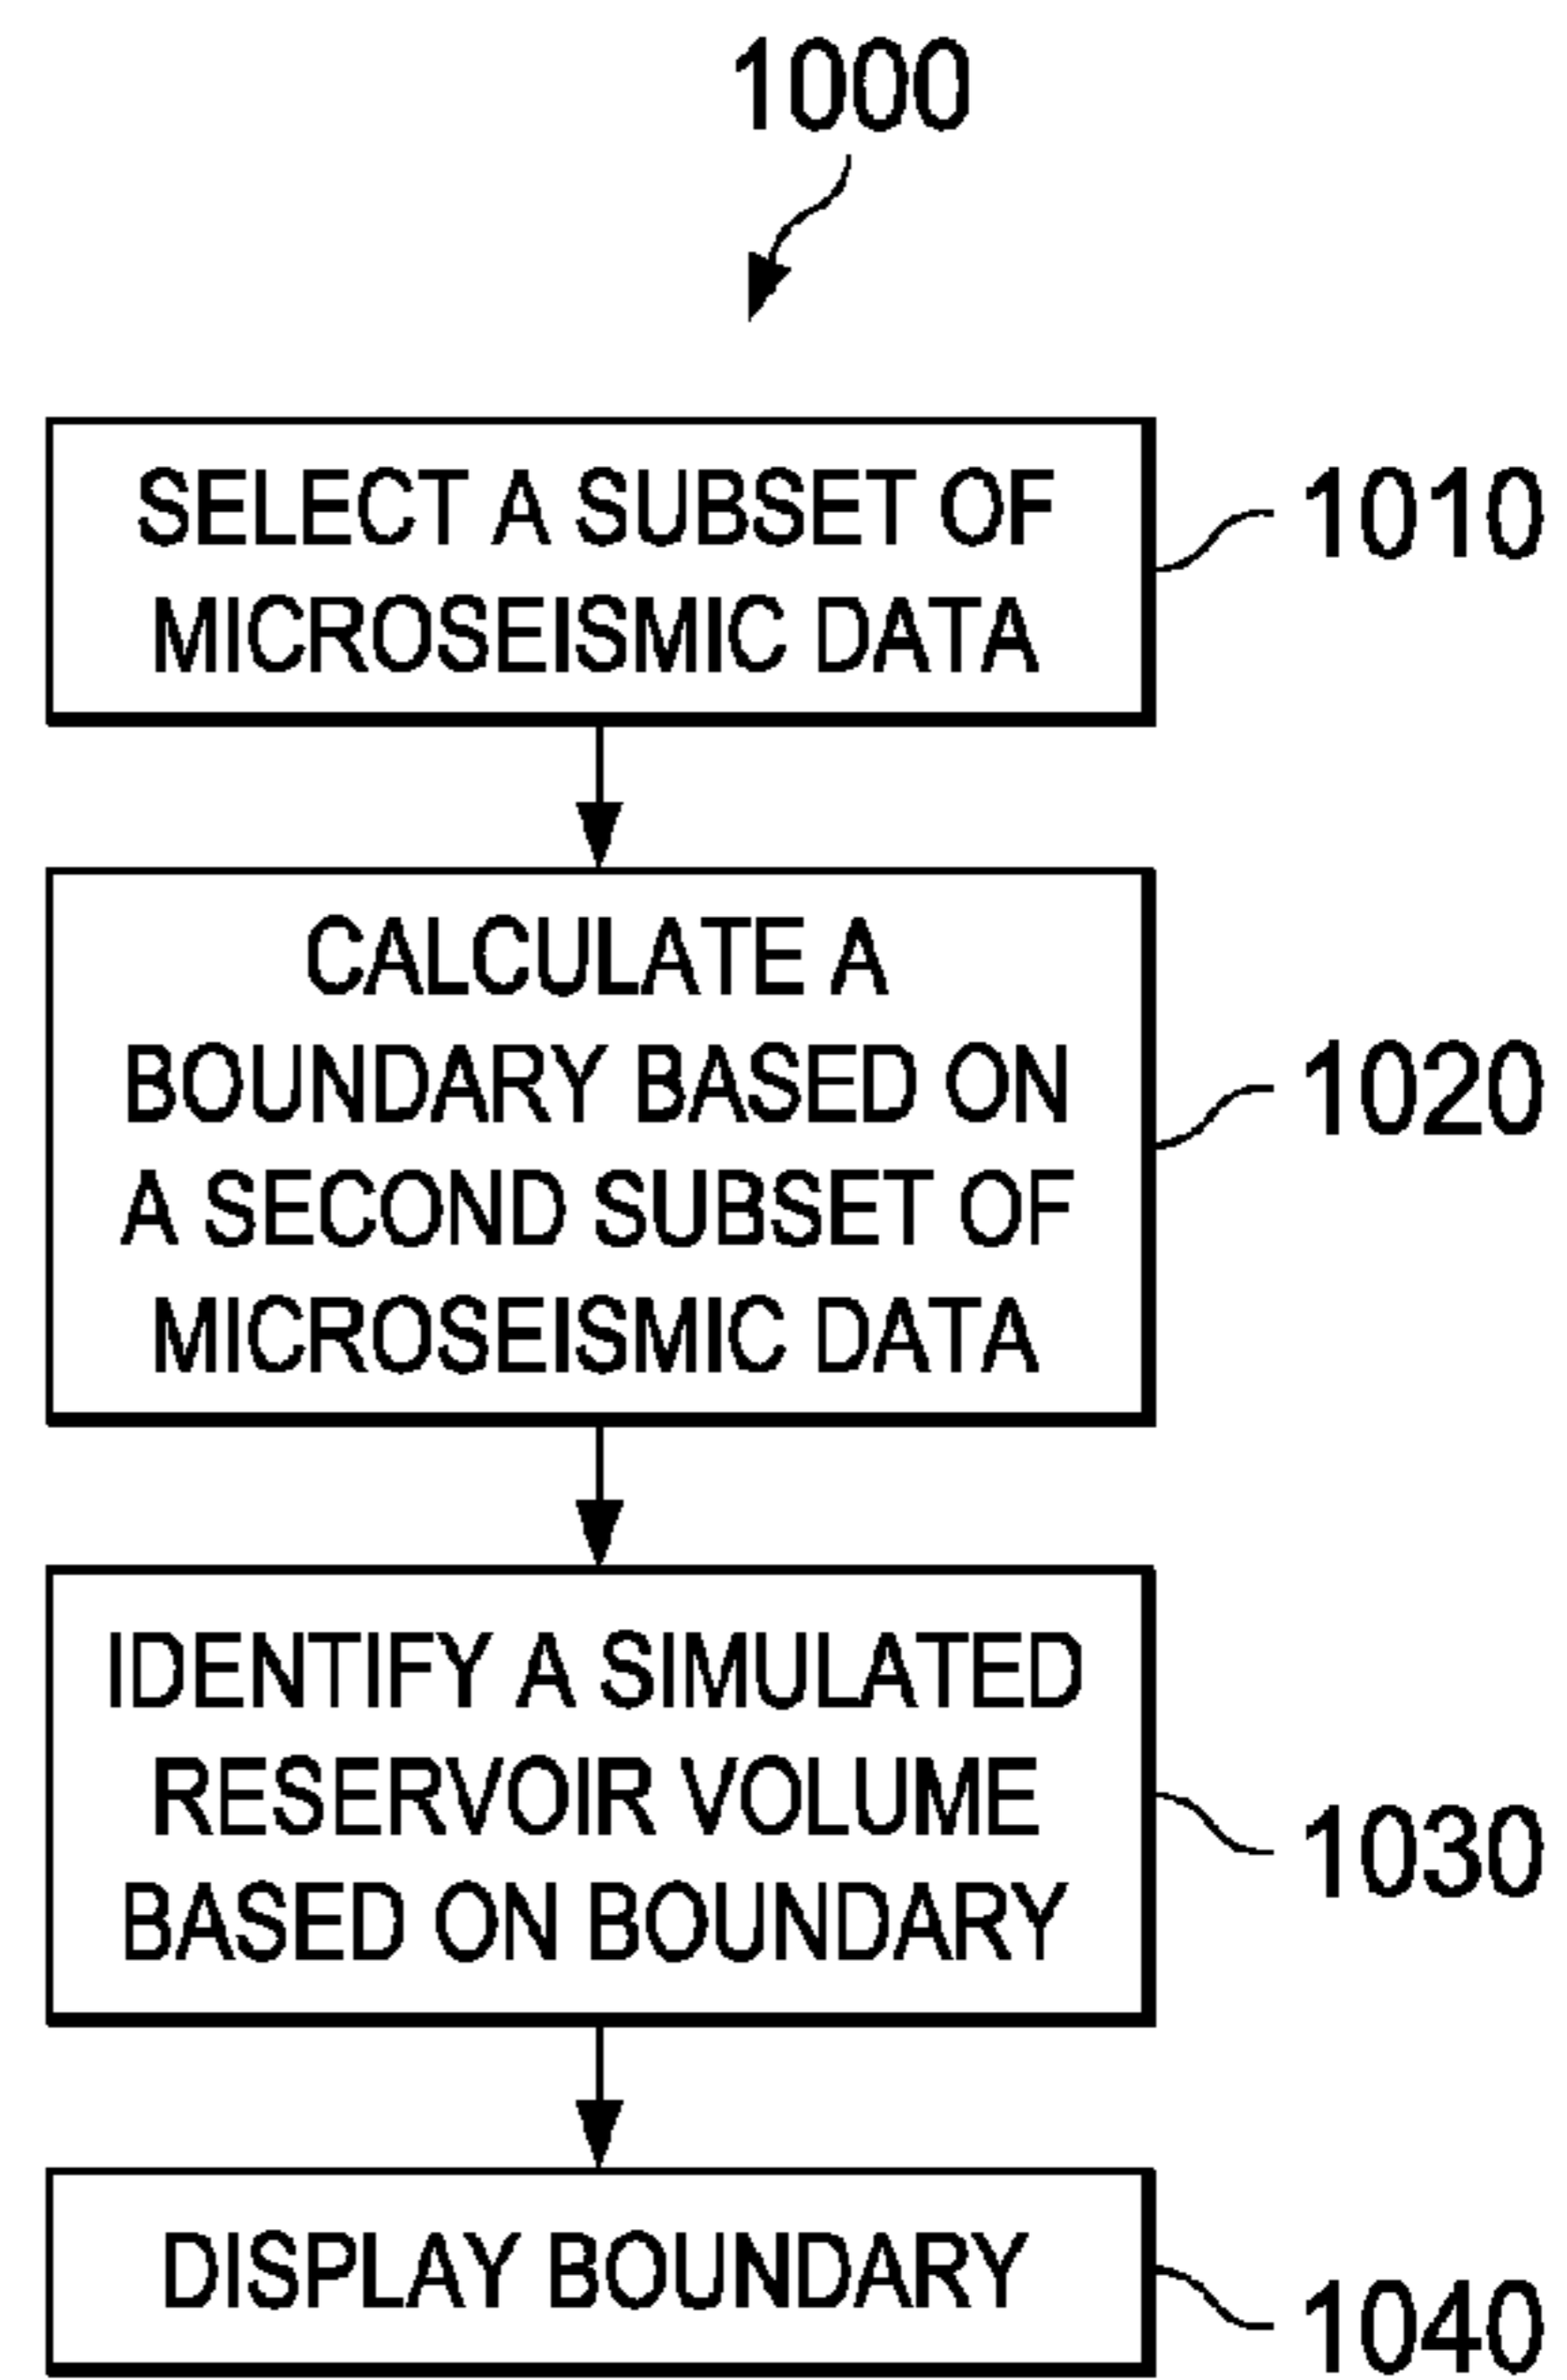 1000
SELECT A SUBSET OF
MICROSEISMIC DATA
1010
CALCULATE A
BOUNDARY BASED ON
A SECOND SUBSET OF
MICROSEISMIC DATA
1020
IDENTIFY A SIMULATED
RESERVOIR VOLUME
BASED ON BOUNDARY
1030
DISPLAY BOUNDARY
1040